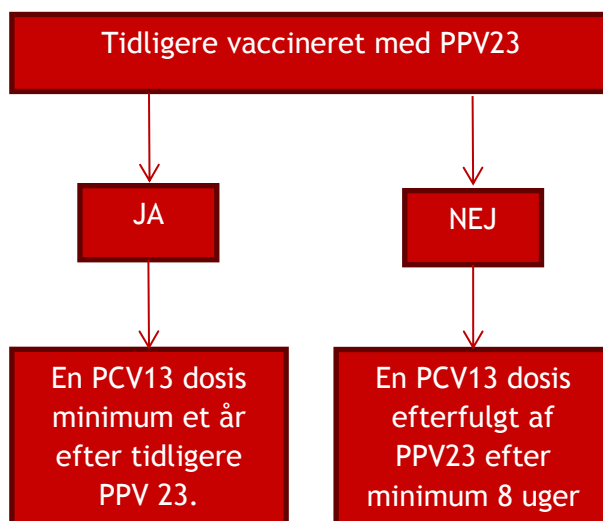 Tidligere vaccineret med PPV23
JA
NEJ
En PCV13 dosis
minimum et år
efter tidligere
PPV 23.
En PCV13 dosis
efterfulgt af
PPV23 efter
minimum 8 uger